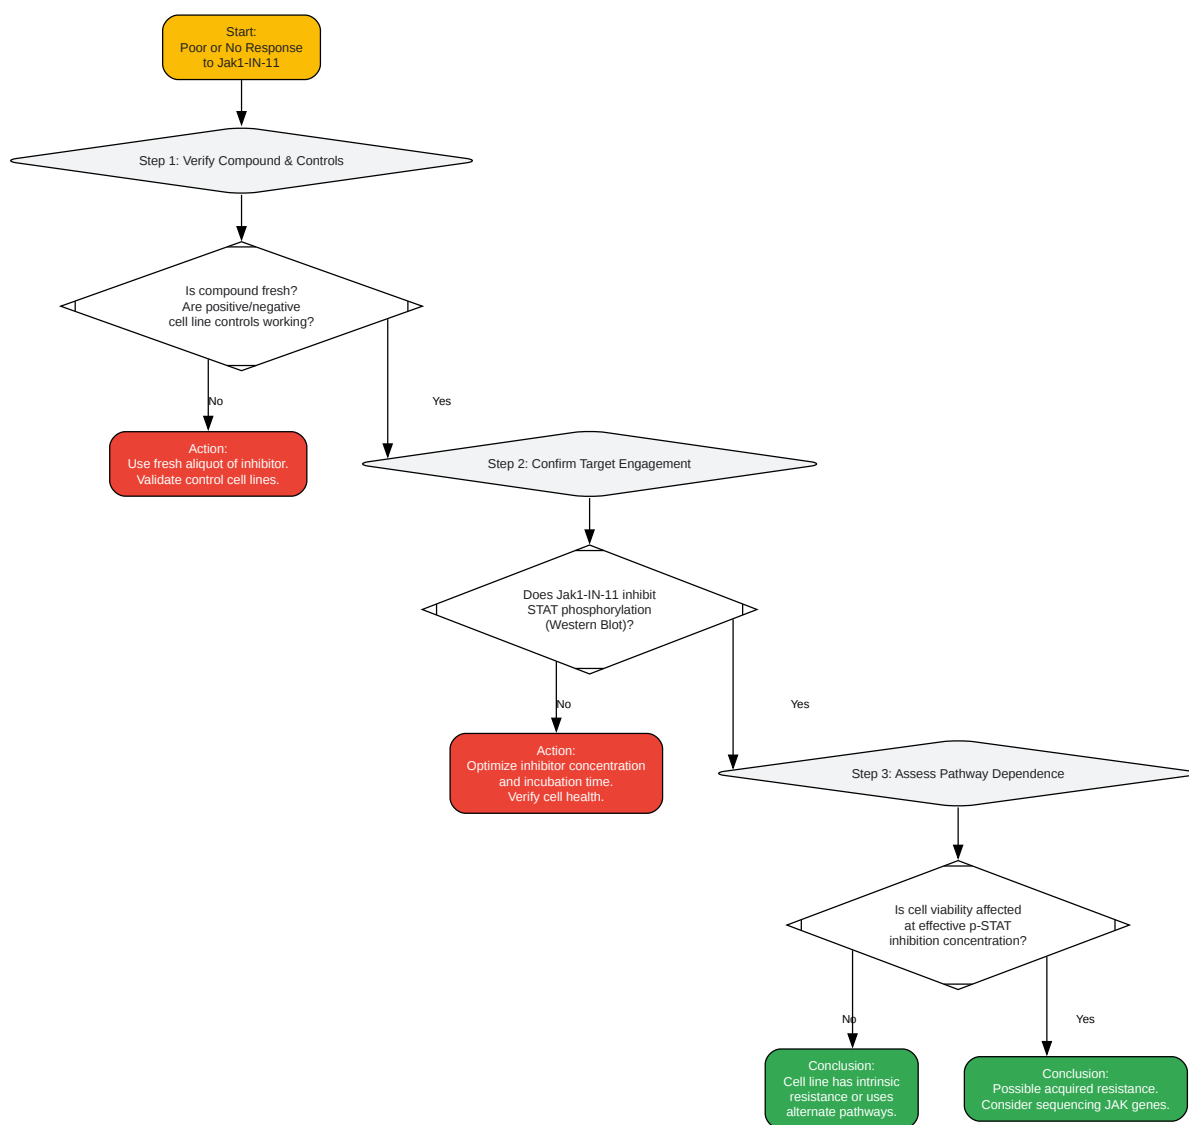 Start:
Poor or No Response
to Jak1-IN-11
Step 1: Verify Compound & Controls
Is compound fresh?
Are positive/negative
cell line controls working?
No
Yes
Action:
Use fresh aliquot of inhibitor.
Validate control cell lines.
Step 2: Confirm Target Engagement
Does Jak1-IN-11 inhibit
STAT phosphorylation
(Western Blot)?
No
Yes
Action:
Optimize inhibitor concentration
and incubation time.
Verify cell health.
Step 3: Assess Pathway Dependence
Is cell viability affected
at effective p-STAT
inhibition concentration?
No
Yes
Conclusion:
Cell line has intrinsic
resistance or uses
alternate pathways.
Conclusion:
Possible acquired resistance.
Consider sequencing JAK genes.